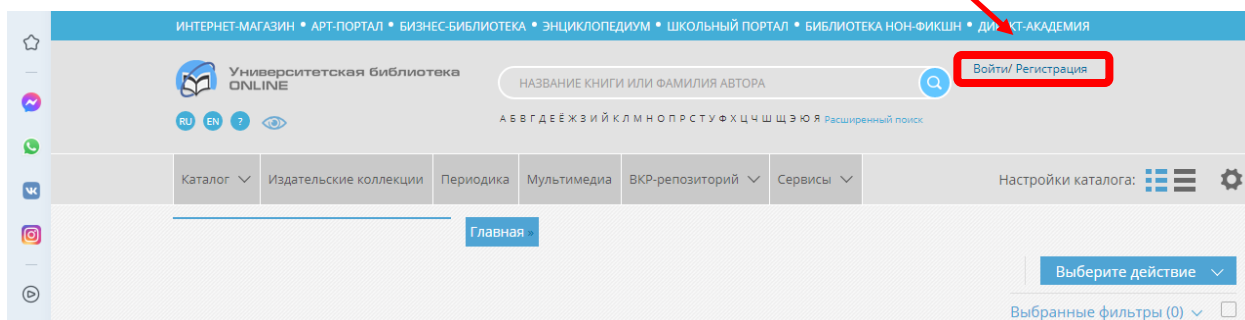 ИНТЕРНЕТ-МАГАЗИН • АРТ-ПОРТАЛ • БИЗНЕС-БИБЛИОТЕКА • ЭНЦИКЛОПЕДИУМ • ШКОЛЬНЫЙ ПОРТАЛ • БИБЛИОТЕКА НОН-ФИКШН • ДИРЕКТ-АКАДЕМИЯ
Университетская библиотека
ONLINE
НАЗВАНИЕ КНИГИ ИЛИ ФАМИЛИЯ АВТОРА
Войти/ Регистрация
RU EN ?
А Б В Г Д Е Ё Ж З И Й К Л М Н О П Р С Т У Ф Х Ц Ч Ш Щ Э Ю Я Расширенный поиск
Каталог Издательские коллекции Периодика Мультимедиа ВКР-репозиторий Сервисы Настройки каталога:
Главная »
Выберите действие
Выбранные фильтры (0)